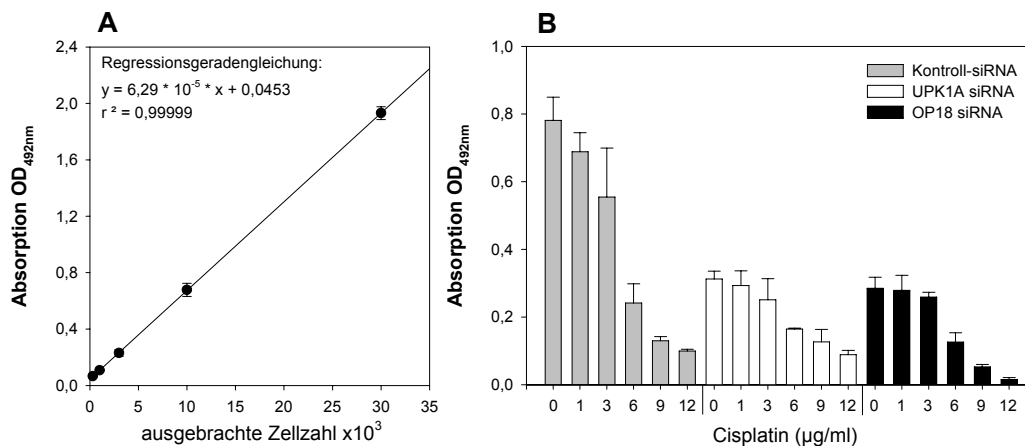 A
Absorption OD492nm
2,4
2,0
1,6
1,2
0,8
0,4
0,0
Regressionsgeradengleichung:
y = 6,29 * 10-5 * x + 0,0453
r ² = 0,99999
0 5 10 15 20 25 30 35
ausgebrachte Zellzahl x103
B
Absorption OD492nm
1,0
0,8
0,6
0,4
0,2
0,0
Kontroll-siRNA
UPK1A siRNA
OP18 siRNA
0 1 3 6 9 12 0 1 3 6 9 12 0 1 3 6 9 12
Cisplatin (µg/ml)